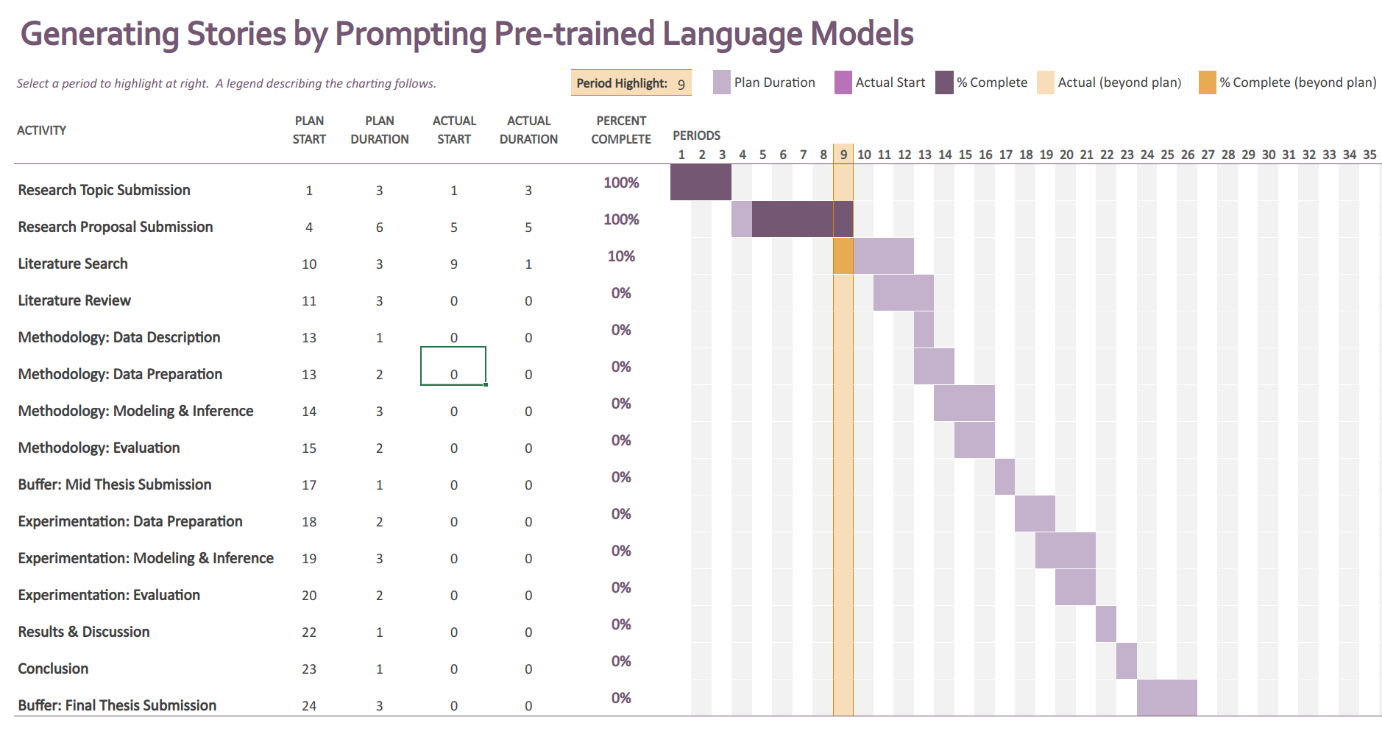 Generating Stories by Prompting Pre-trained Language Models
Select a period to highlight at right. A legend describing the charting follows.
Period Highlight: 9
Plan Duration
Actual Start
% Complete
Actual (beyond plan)
% Complete (beyond plan)
ACTIVITY
PLAN START
PLAN DURATION
ACTUAL START
ACTUAL DURATION
PERCENT COMPLETE
PERIODS
1 2 3 4 5 6 7 8 9 10 11 12 13 14 15 16 17 18 19 20 21 22 23 24 25 26 27 28 29 30 31 32 33 34 35
Research Topic Submission 1 3 1 3 100%
Research Proposal Submission 4 6 5 5 100%
Literature Search 10 3 9 1 10%
Literature Review 11 3 0 0 0%
Methodology: Data Description 13 1 0 0 0%
Methodology: Data Preparation 13 2 0 0 0%
Methodology: Modeling & Inference 14 3 0 0 0%
Methodology: Evaluation 15 2 0 0 0%
Buffer: Mid Thesis Submission 17 1 0 0 0%
Experimentation: Data Preparation 18 2 0 0 0%
Experimentation: Modeling & Inference 19 3 0 0 0%
Experimentation: Evaluation 20 2 0 0 0%
Results & Discussion 22 1 0 0 0%
Conclusion 23 1 0 0 0%
Buffer: Final Thesis Submission 24 3 0 0 0%